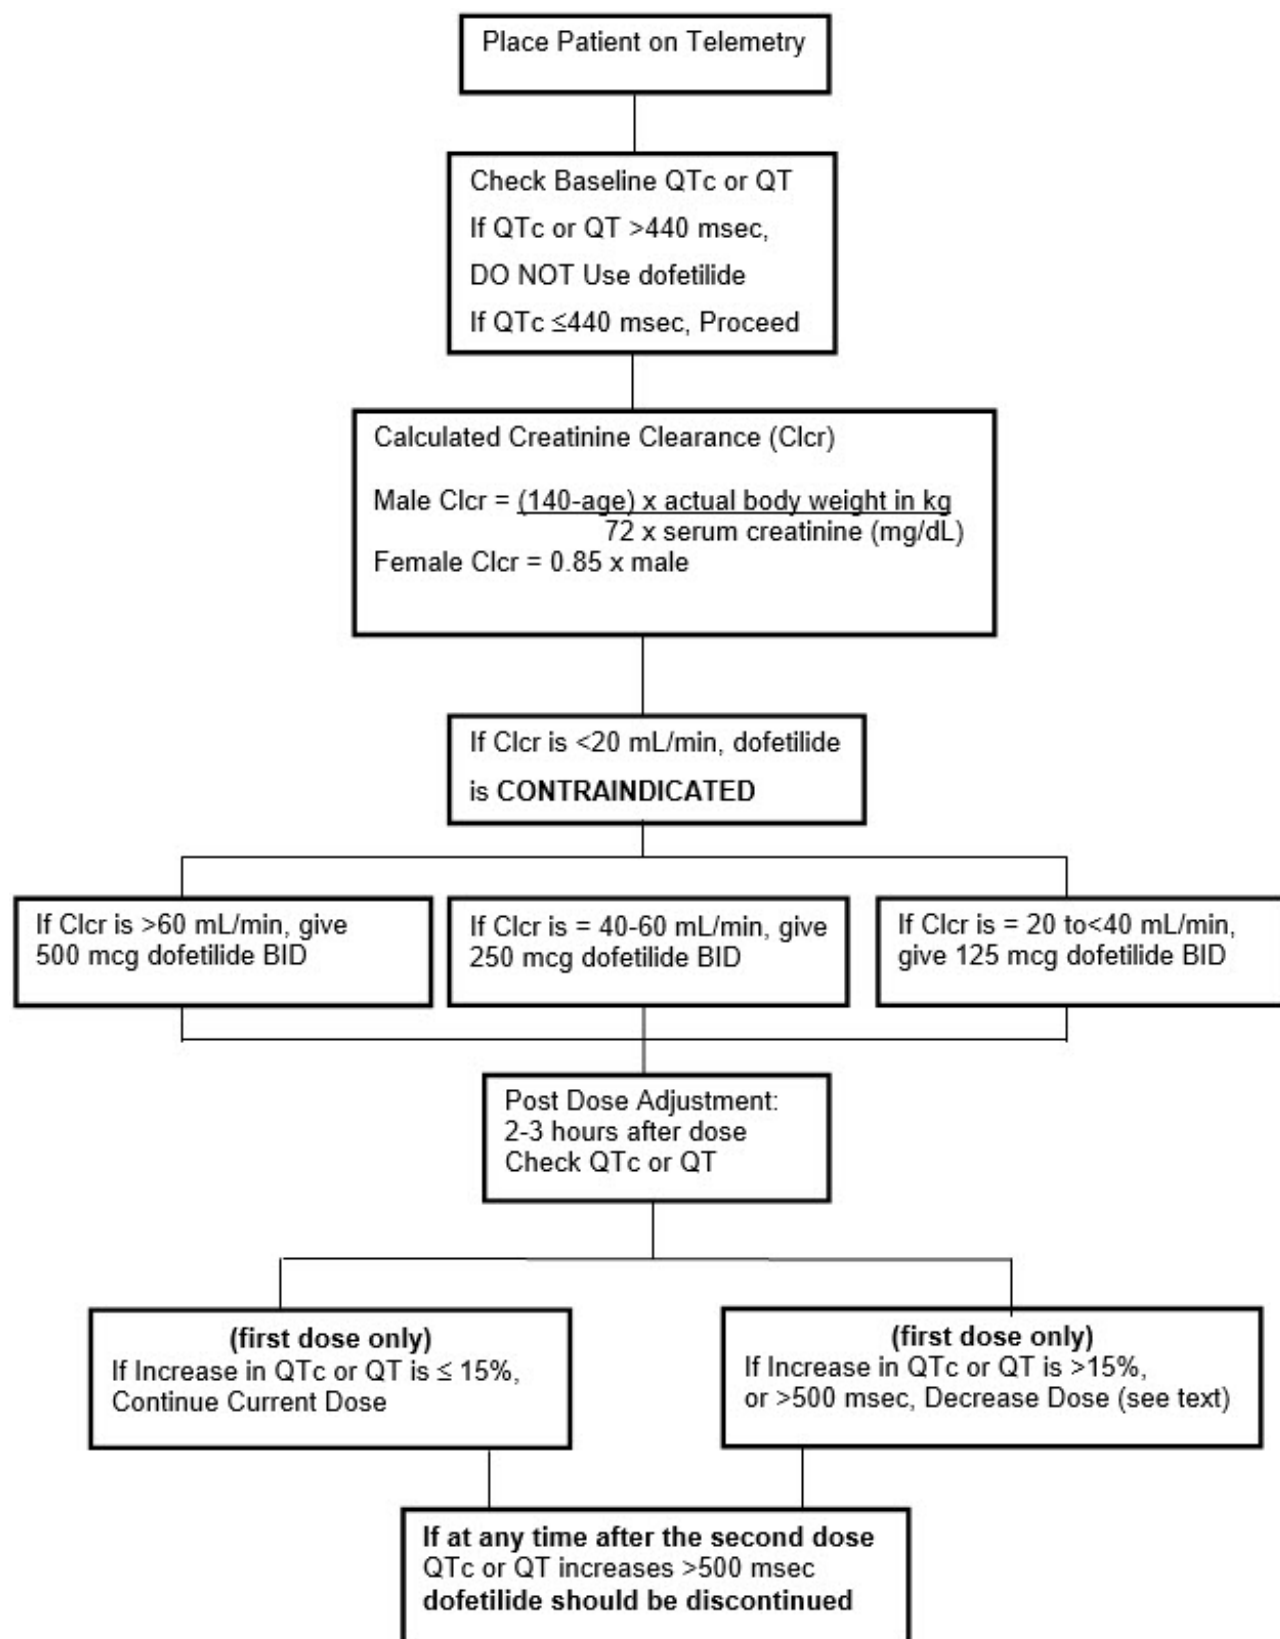 Place Patient on Telemetry
Check Baseline QTc or QT
If QTc or QT >440 msec,
DO NOT Use dofetilide
If QTc ≤440 msec, Proceed
Calculated Creatinine Clearance (Clcr)
Male Clcr = (140-age) x actual body weight in kg
72 x serum creatinine (mg/dL)
Female Clcr = 0.85 x male
If Clcr is <20 mL/min, dofetilide
is CONTRAINDICATED
If Clcr is >60 mL/min, give
500 mcg dofetilide BID
If Clcr is = 40-60 mL/min, give
250 mcg dofetilide BID
If Clcr is = 20 to<40 mL/min,
give 125 mcg dofetilide BID
Post Dose Adjustment:
2-3 hours after dose
Check QTc or QT
(first dose only)
If Increase in QTc or QT is ≤ 15%,
Continue Current Dose
(first dose only)
If Increase in QTc or QT is >15%,
or >500 msec, Decrease Dose (see text)
If at any time after the second dose
QTc or QT increases >500 msec
dofetilide should be discontinued